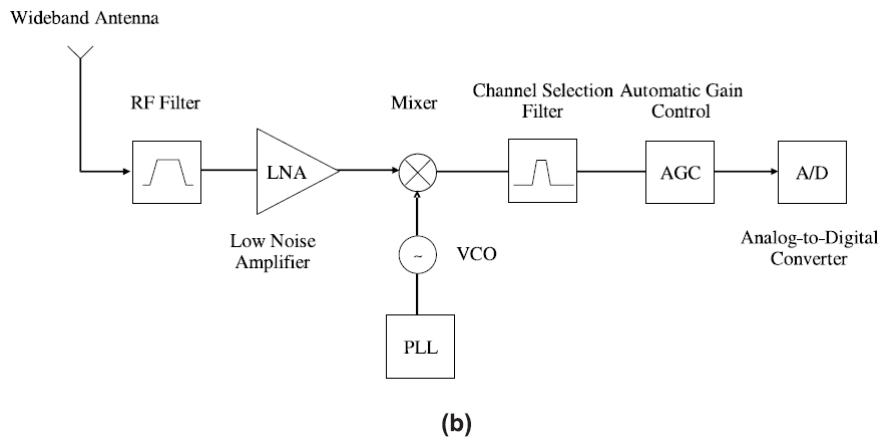 Wideband Antenna
RF Filter
Mixer
Channel Selection
Filter
Automatic Gain
Control
LNA
AGC
A/D
Low Noise
Amplifier
~
VCO
Analog-to-Digital
Converter
PLL
(b)